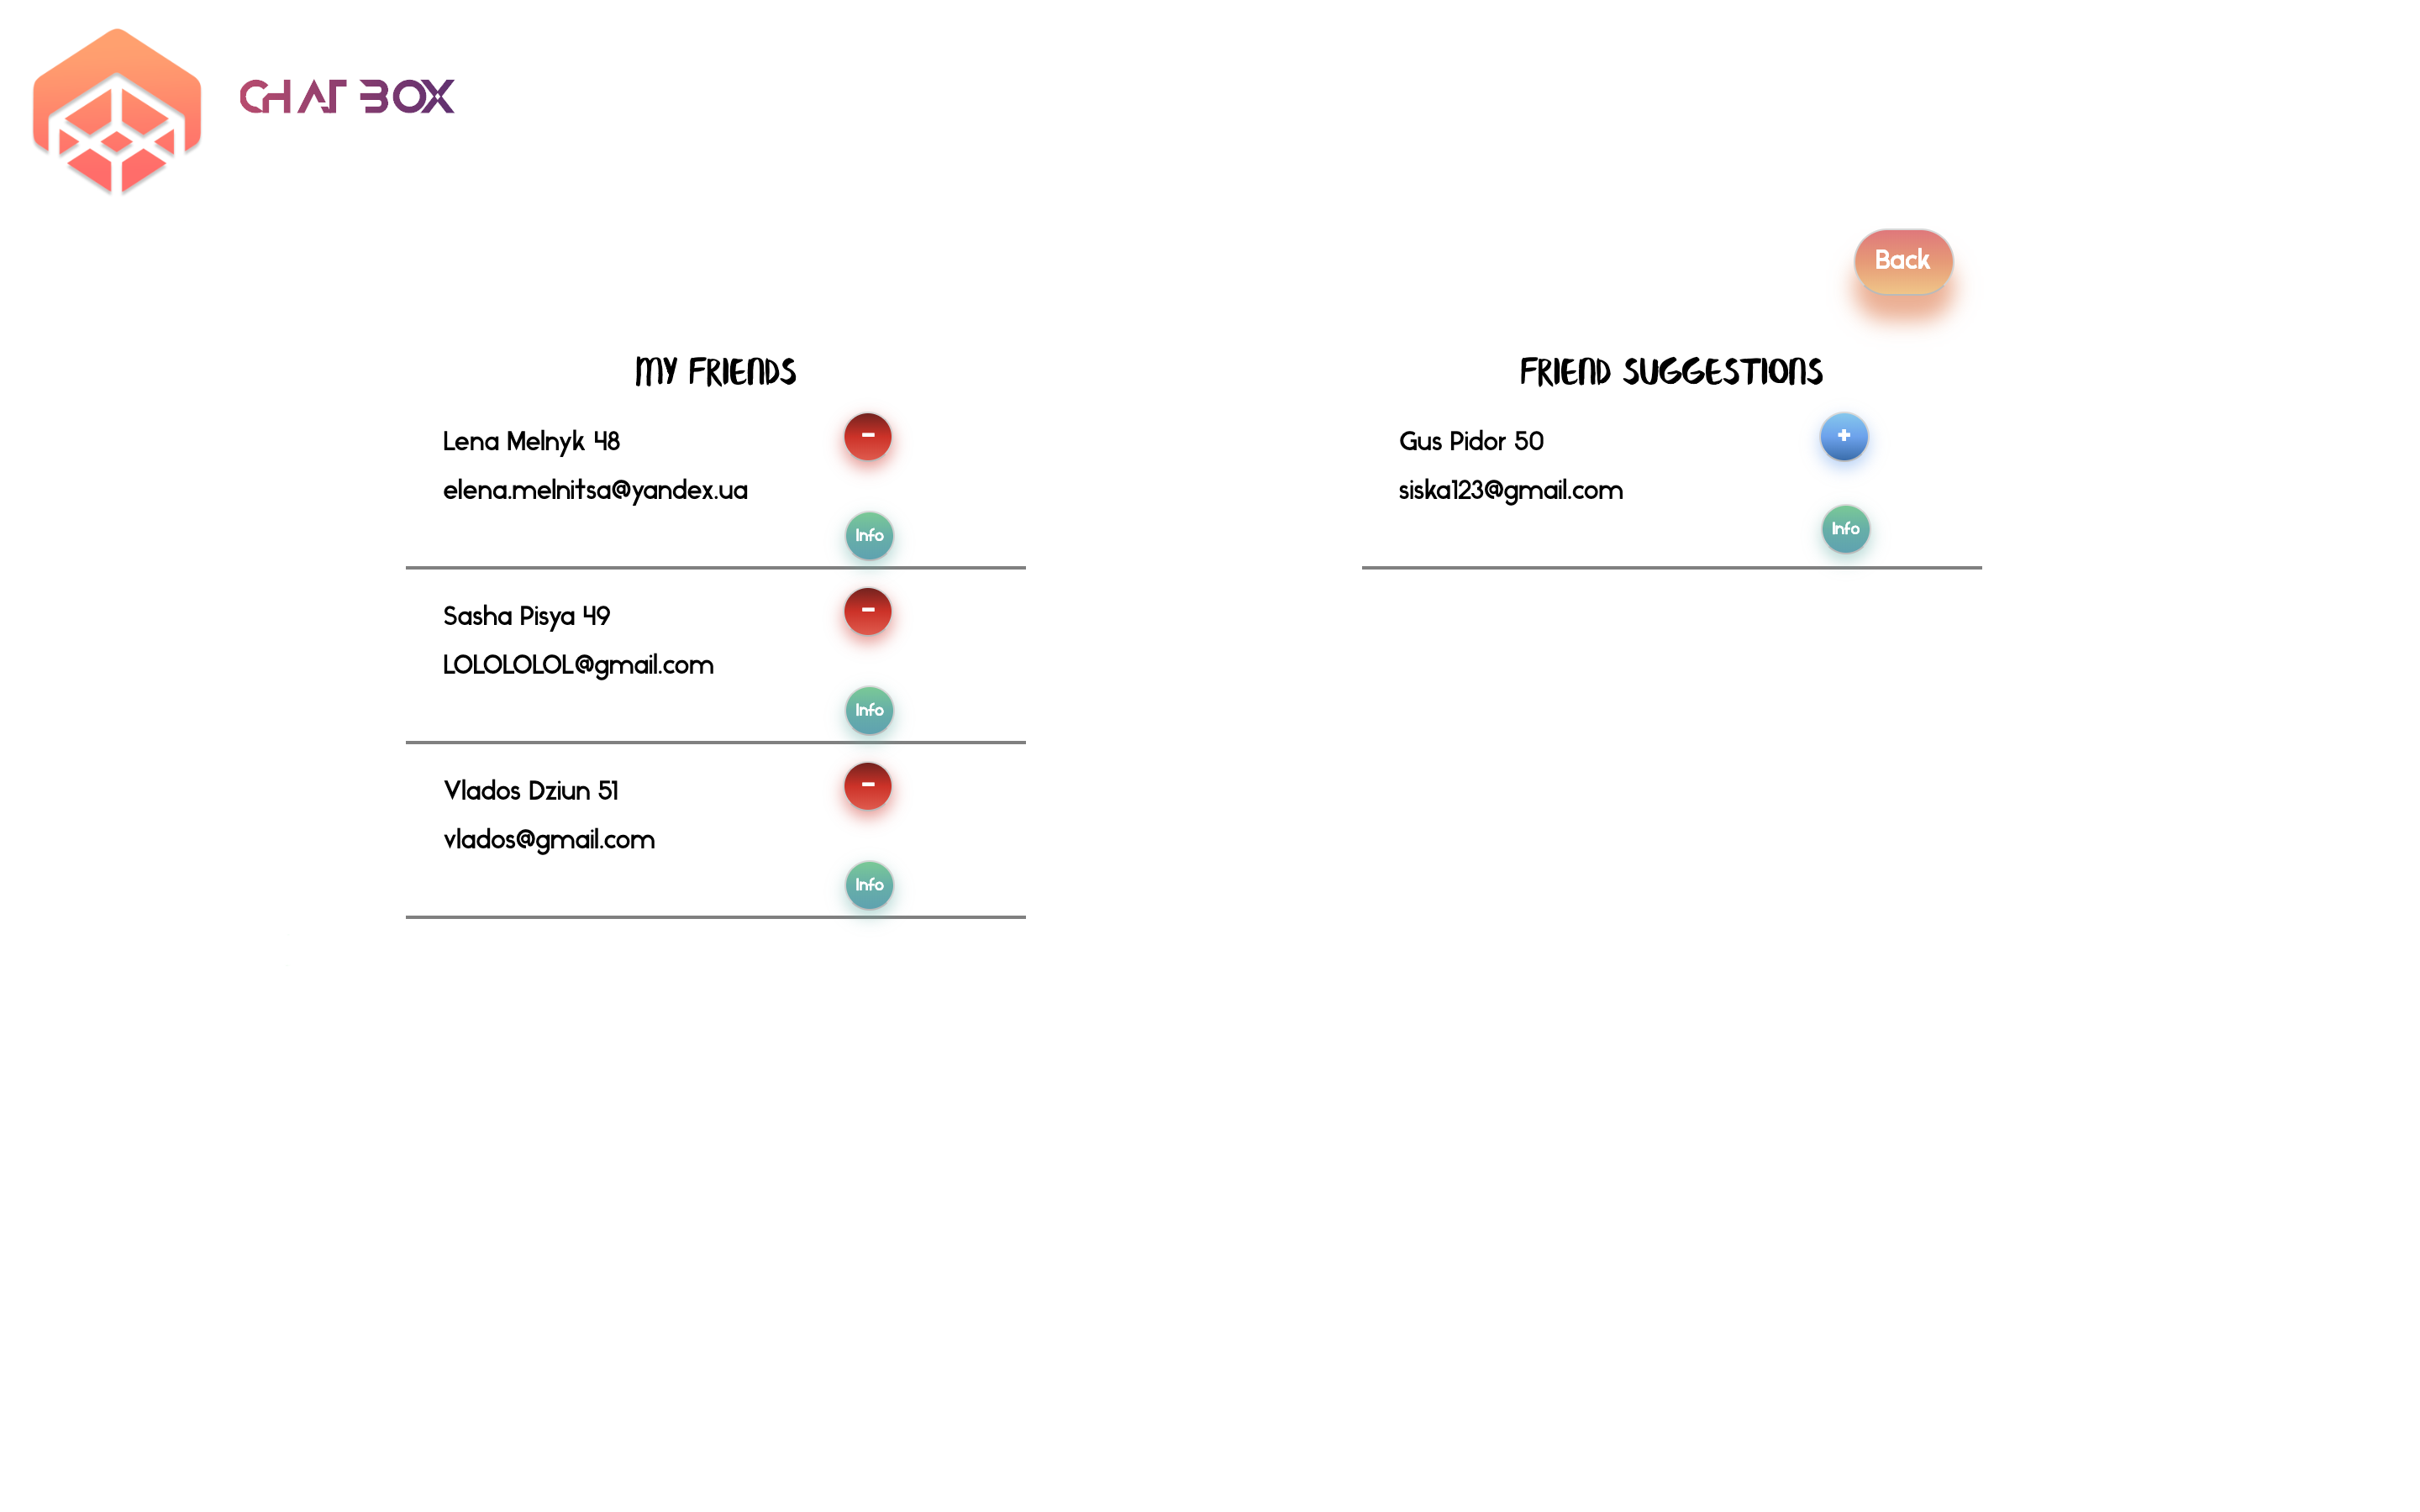 CHAT BOX
Back
MY FRIENDS
Lena Melnyk 48
-
elena.melnitsa@yandex.ua
Info
Sasha Pisya 49
-
LOLOLOLOL@gmail.com
Info
Vlados Dziun 51
-
vlados@gmail.com
Info
FRIEND SUGGESTIONS
Gus Pidor 50
+
siska123@gmail.com
Info